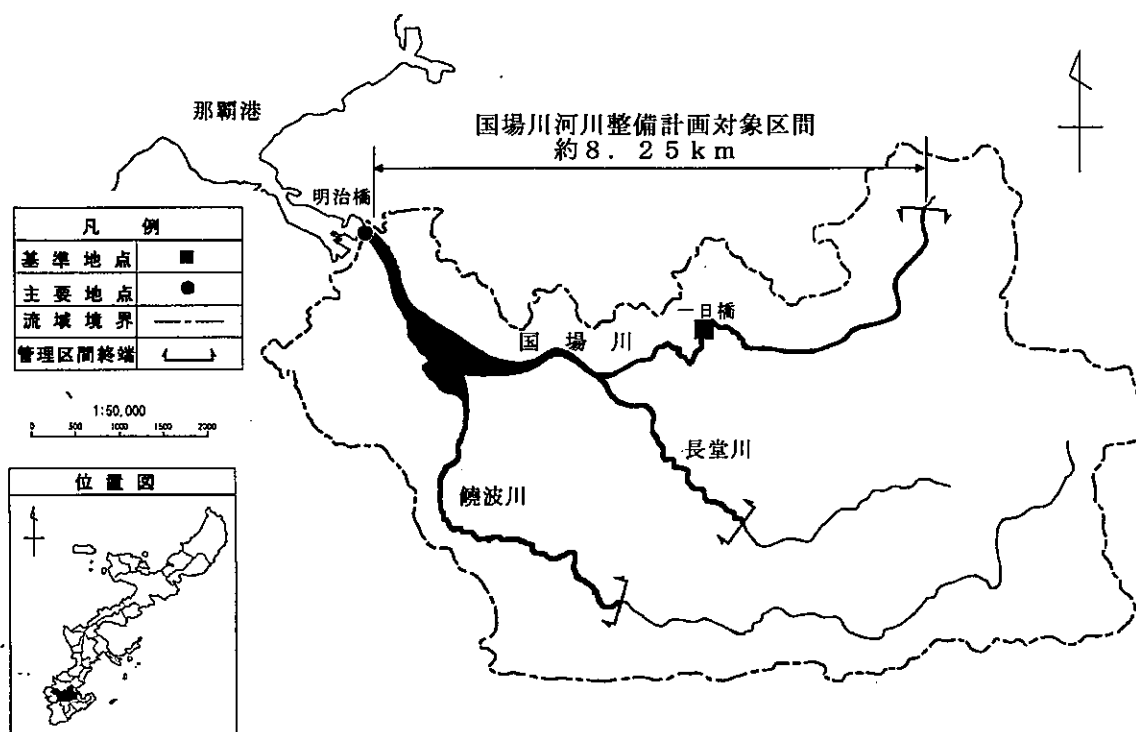 那覇港
国場川河川整備計画対象区間
約8.25km
明治橋
凡例
基準地点
主要地点
流域境界
管理区間終端
一日橋
国場川
1:50,000
0 500 1000 1500 2000
長堂川
饒波川
位置図